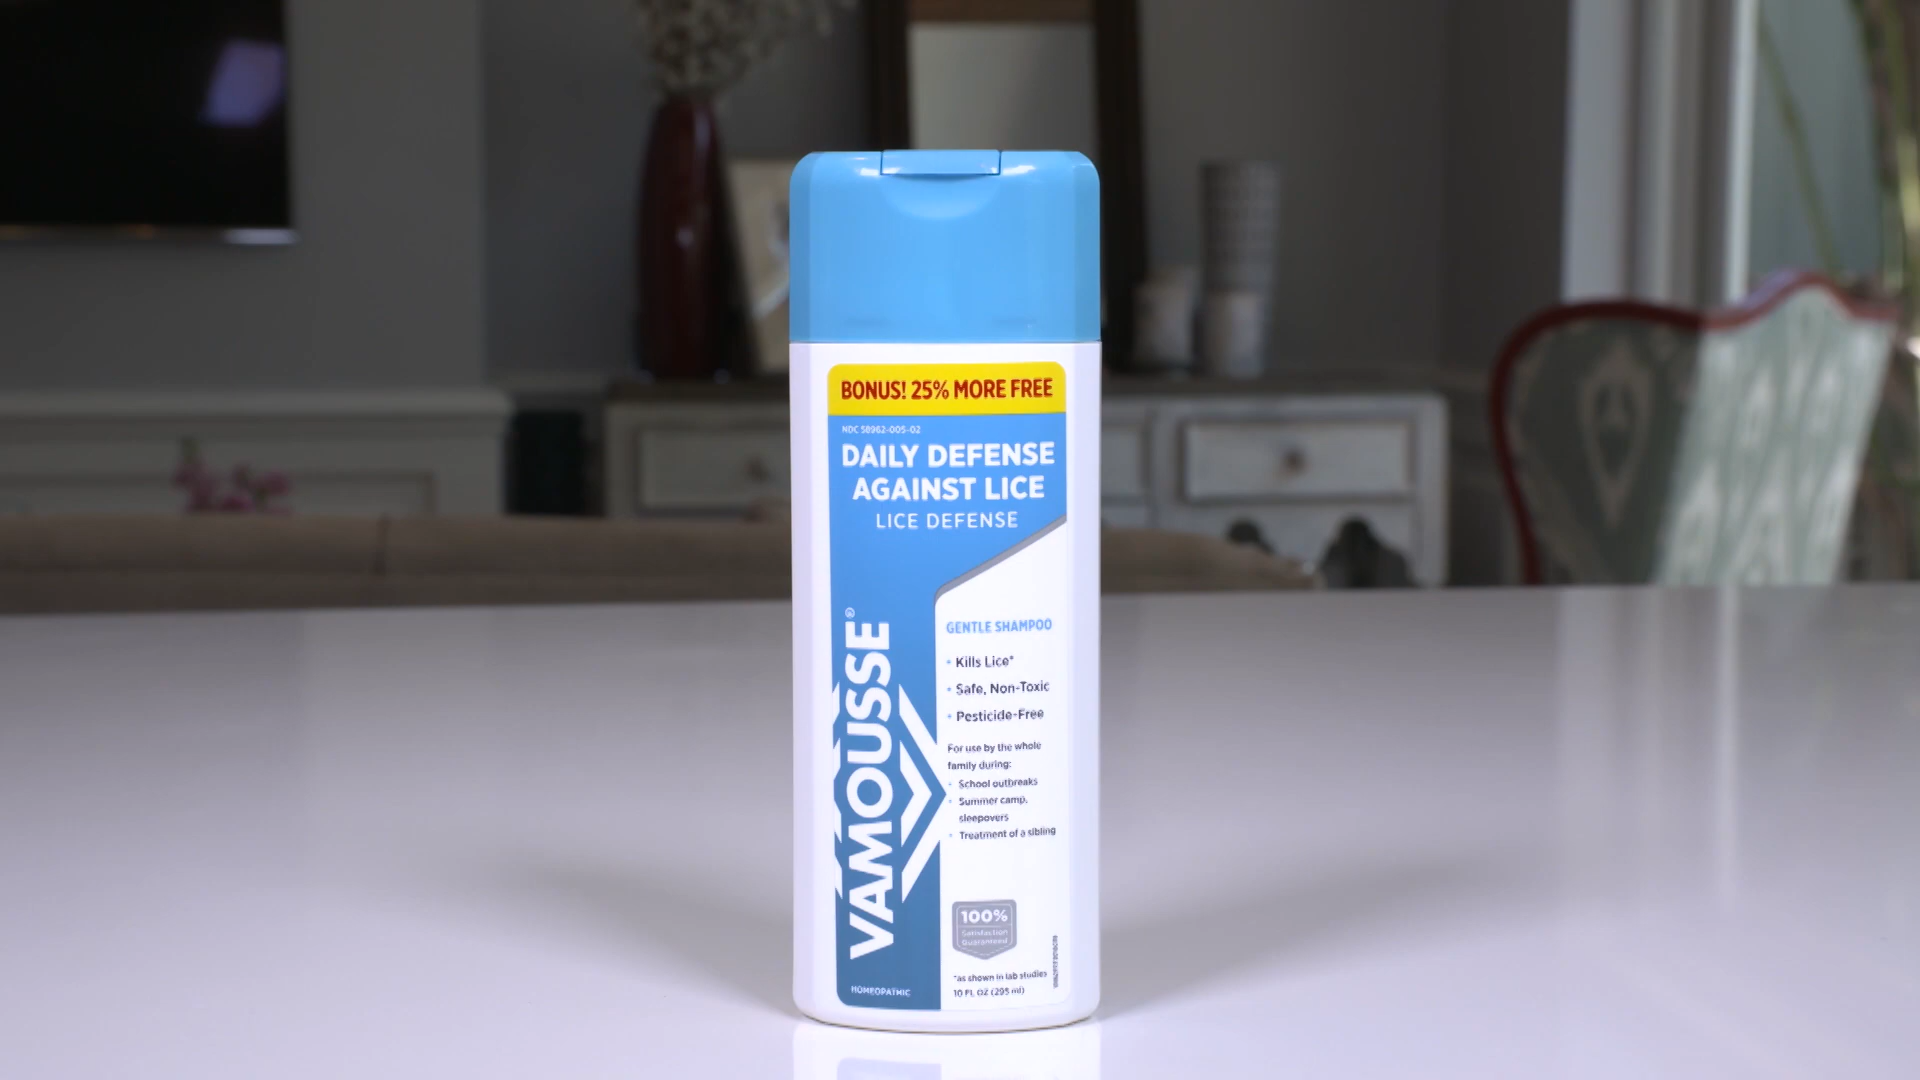 BONUS! 25% MORE FREE
NDC 58962-005-02
DAILY DEFENSE
AGAINST LICE
LICE DEFENSE
VAMOUSSE®
GENTLE SHAMPOO
• Kills Lice*
• Safe, Non-Toxic
• Pesticide-Free
For use by the whole
family during:
• School outbreaks
• Summer camp,
sleepovers
• Treatment of a sibling
100%
Satisfaction
Guaranteed
*as shown in lab studies
10 FL OZ (295 ml)
HOMEOPATHIC